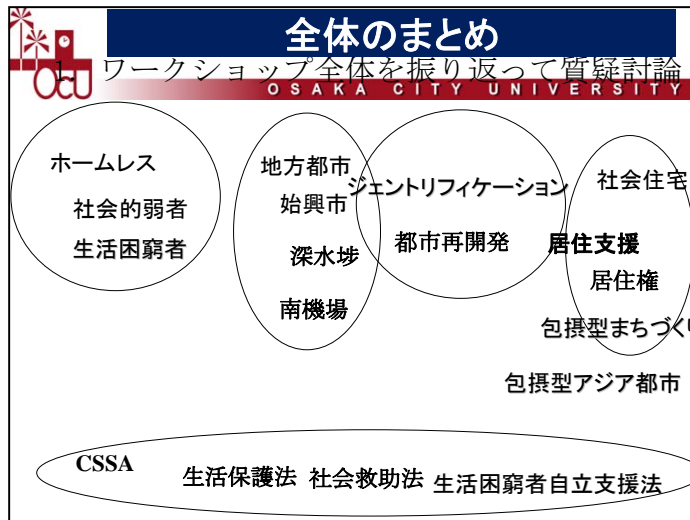 全体のまとめ
1. ワークショップ全体を振り返って質疑討論
OCU
OSAKA CITY UNIVERSITY
ホームレス
社会的弱者
生活困窮者
地方都市
始興市
深水埗
南機場
ジェントリフィケーション
都市再開発
社会住宅
居住支援
居住権
包摂型まちづくり
包摂型アジア都市
CSSA
生活保護法 社会救助法 生活困窮者自立支援法